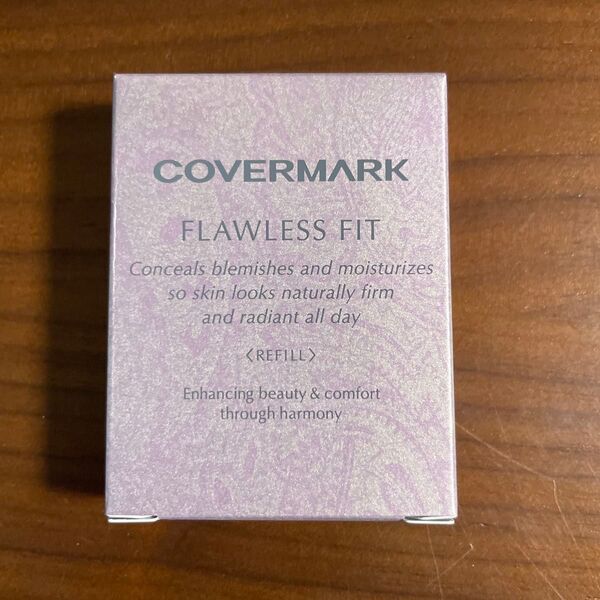 COVERMARK
FLAWLESS FIT
Conceals blemishes and moisturizes
so skin looks naturally firm
and radiant all day
〈REFILL〉
Enhancing beauty & comfort
through harmony